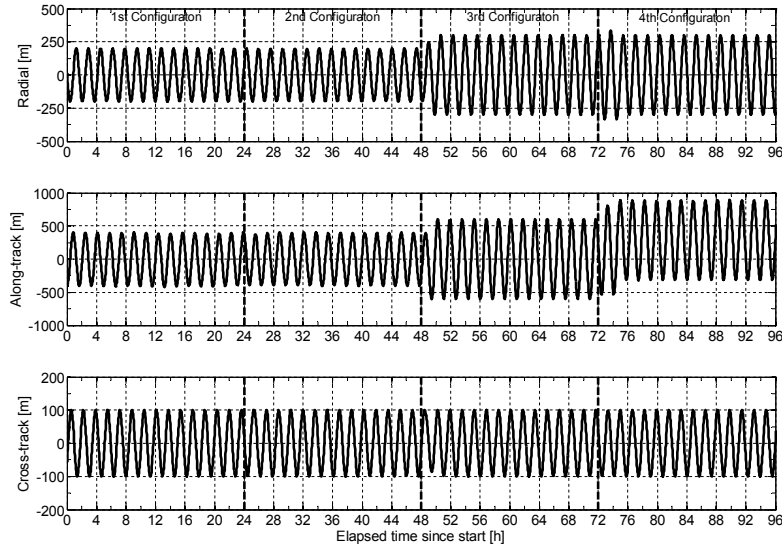 1st Configuraton 2nd Configuraton 3rd Configuraton 4th Configuraton
Radial [m]
500
250
0
-250
-500
0 4 8 12 16 20 24 28 32 36 40 44 48 52 56 60 64 68 72 76 80 84 88 92 96
Along-track [m]
1000
500
0
-500
-1000
0 4 8 12 16 20 24 28 32 36 40 44 48 52 56 60 64 68 72 76 80 84 88 92 96
Cross-track [m]
200
100
0
-100
-200
0 4 8 12 16 20 24 28 32 36 40 44 48 52 56 60 64 68 72 76 80 84 88 92 96
Elapsed time since start [h]